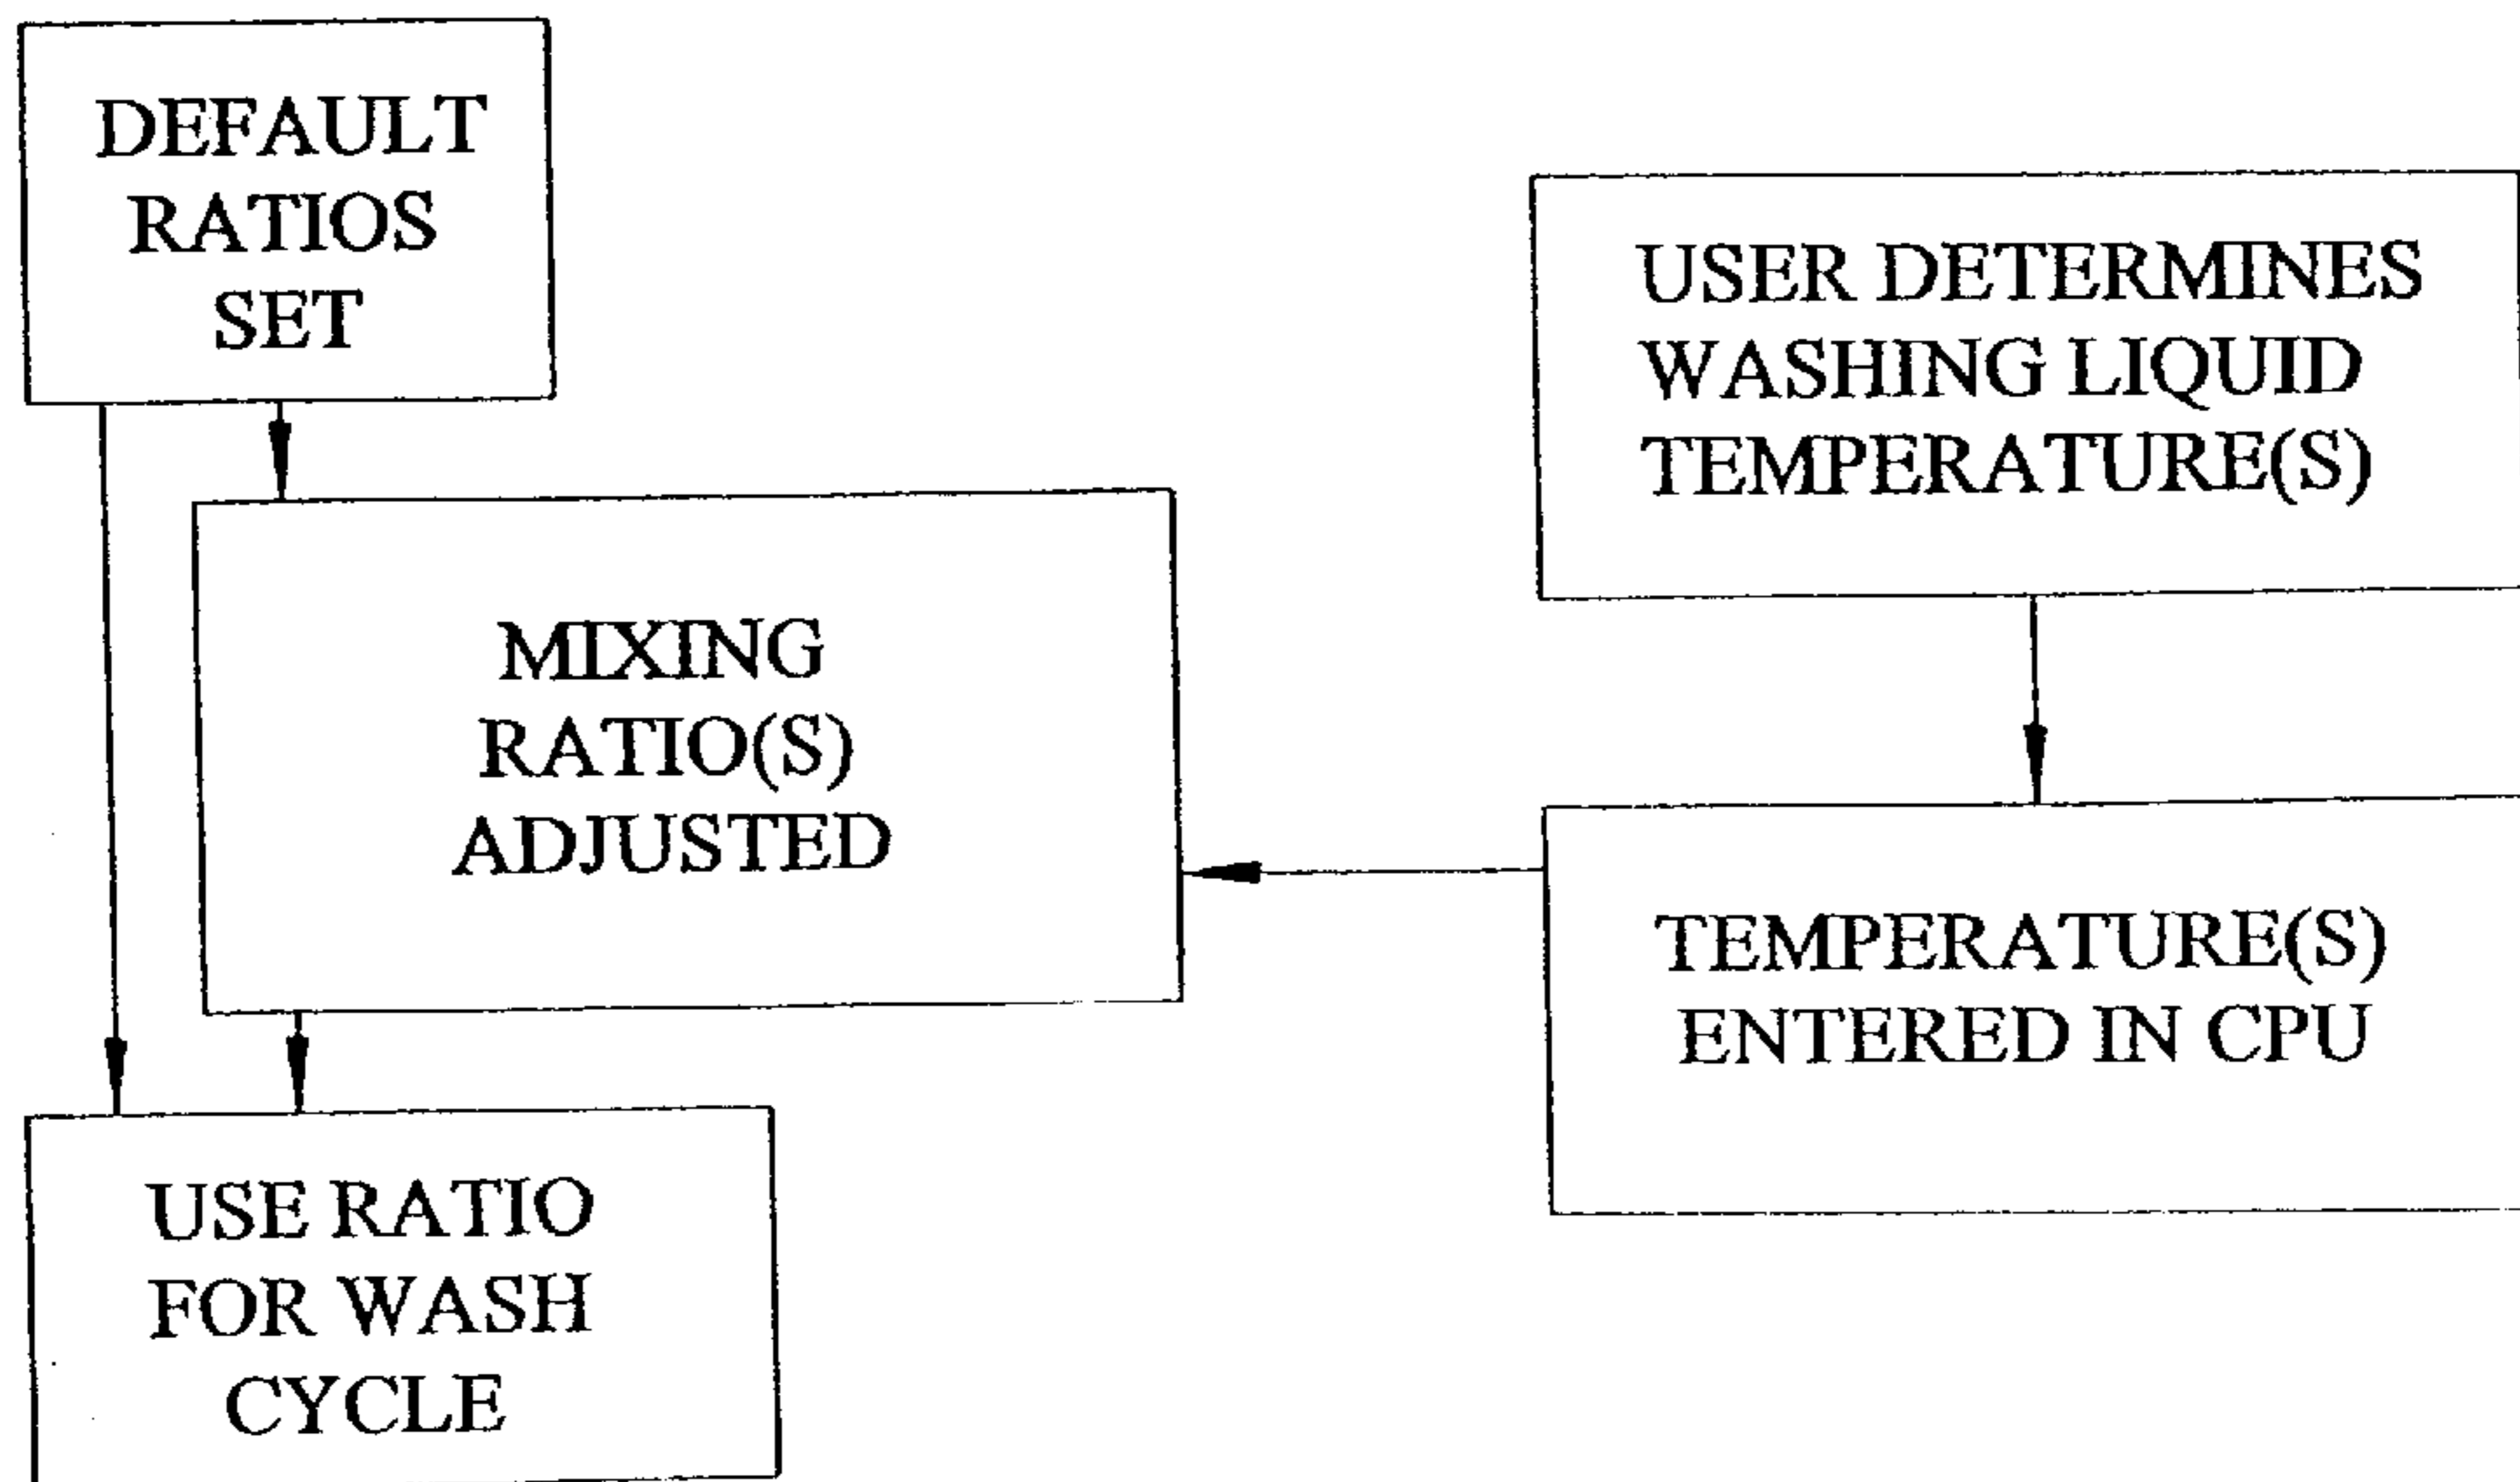 DEFAULT
RATIOS
SET
USER DETERMINES
WASHING LIQUID
TEMPERATURE(S)
MIXING
RATIO(S)
ADJUSTED
TEMPERATURE(S)
ENTERED IN CPU
USE RATIO
FOR WASH
CYCLE